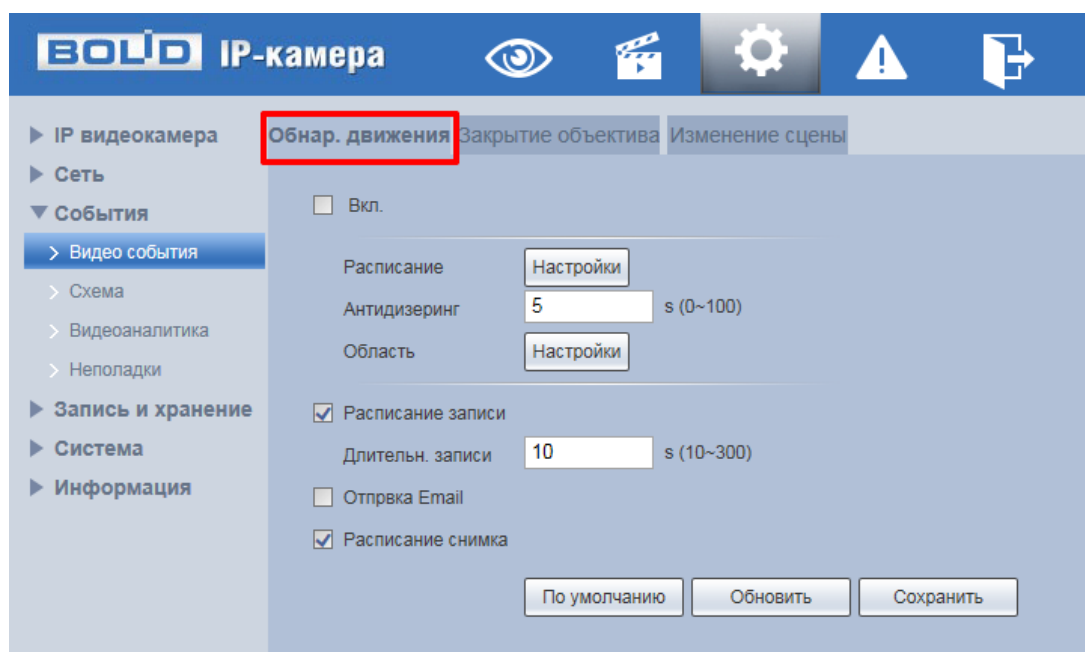 BOLID IP-камера
IP видеокамера
Сеть
События
Видео события
Схема
Видеоаналитика
Неполадки
Запись и хранение
Система
Информация
Обнар. движения Закрытие объектива Изменение сцены
Вкл.
Расписание Настройки
Антидизеринг 5 s (0~100)
Область Настройки
Расписание записи
Длительн. записи 10 s (10~300)
Отпрвка Email
Расписание снимка
По умолчанию Обновить Сохранить